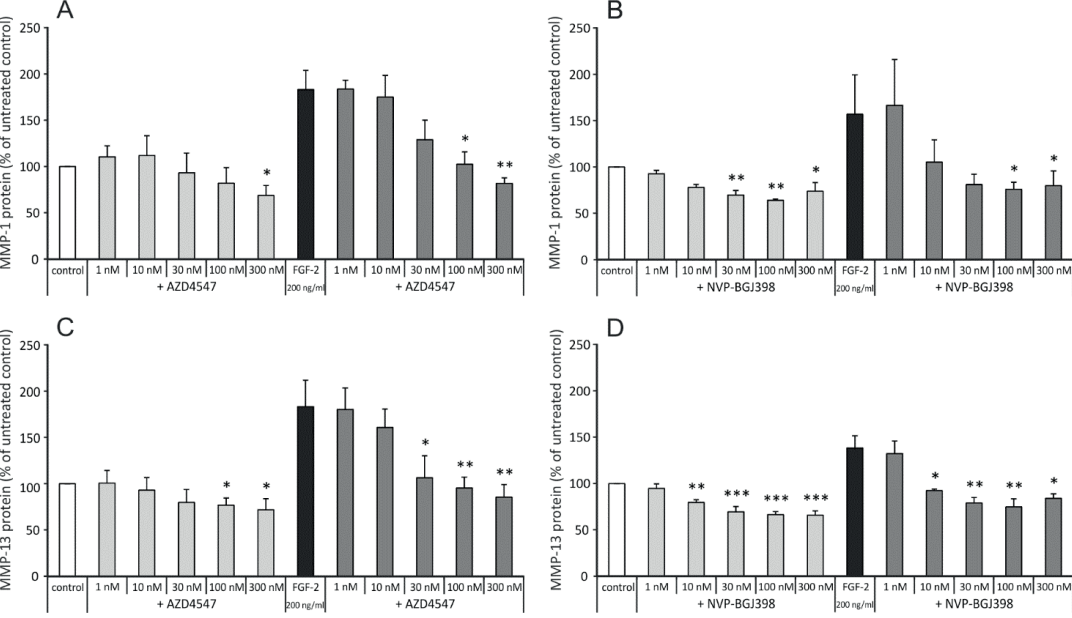 A
MMP-1 protein (% of untreated control)
250
200
150
100
50
0
*
*
**
control 1 nM 10 nM 30 nM 100 nM 300 nM FGF-2 1 nM 10 nM 30 nM 100 nM 300 nM
+ AZD4547 200 ng/ml + AZD4547
B
MMP-1 protein (% of untreated control)
250
200
150
100
50
0
**
**
*
*
*
control 1 nM 10 nM 30 nM 100 nM 300 nM FGF-2 1 nM 10 nM 30 nM 100 nM 300 nM
+ NVP-BGJ398 200 ng/ml + NVP-BGJ398
C
MMP-13 protein (% of untreated control)
250
200
150
100
50
0
*
*
*
**
**
control 1 nM 10 nM 30 nM 100 nM 300 nM FGF-2 1 nM 10 nM 30 nM 100 nM 300 nM
+ AZD4547 200 ng/ml + AZD4547
D
MMP-13 protein (% of untreated control)
250
200
150
100
50
0
**
***
***
***
*
**
**
*
control 1 nM 10 nM 30 nM 100 nM 300 nM FGF-2 1 nM 10 nM 30 nM 100 nM 300 nM
+ NVP-BGJ398 200 ng/ml + NVP-BGJ398